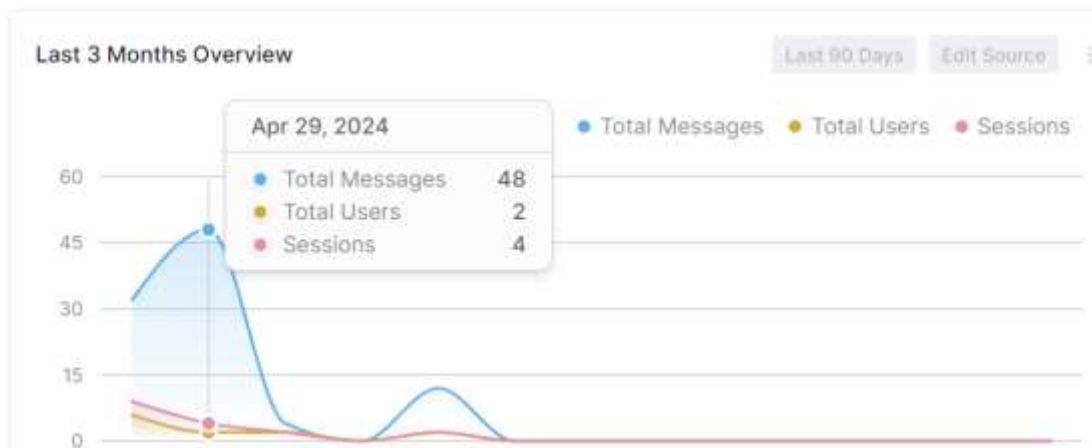 Last 3 Months Overview Last 90 Days Edit Source
Apr 29, 2024
Total Messages Total Users Sessions
Total Messages 48
Total Users 2
Sessions 4
60
45
30
15
0